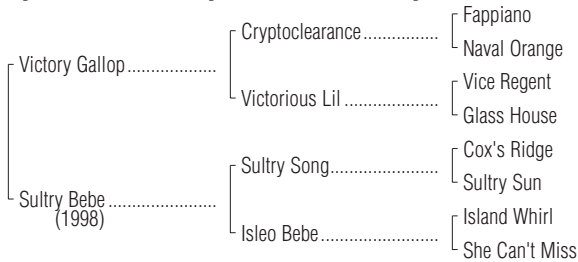 Fappiano
Cryptoclearance................
Naval Orange
Victory Gallop...................
Vice Regent
Victorious Lil ....................
Glass House
Cox's Ridge
Sultry Song.......................
Sultry Sun
Sultry Bebe .......................
(1998)
Island Whirl
Isleo Bebe.........................
She Can't Miss